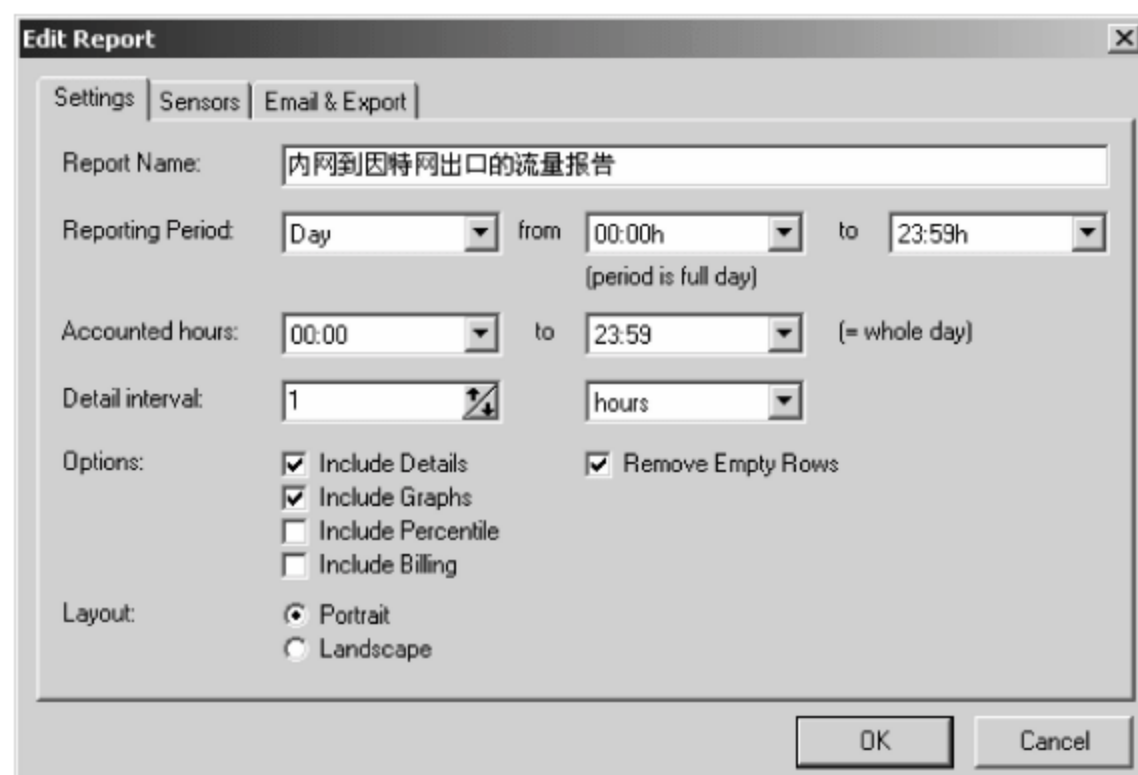 Edit Report
Settings Sensors Email & Export
Report Name: 内网到因特网出口的流量报告
Reporting Period: Day from 00:00h to 23:59h
(period is full day)
Accounted hours: 00:00 to 23:59 (= whole day)
Detail interval: 1 hours
Options: Include Details Remove Empty Rows
Include Graphs
Include Percentile
Include Billing
Layout: Portrait
Landscape
OK Cancel